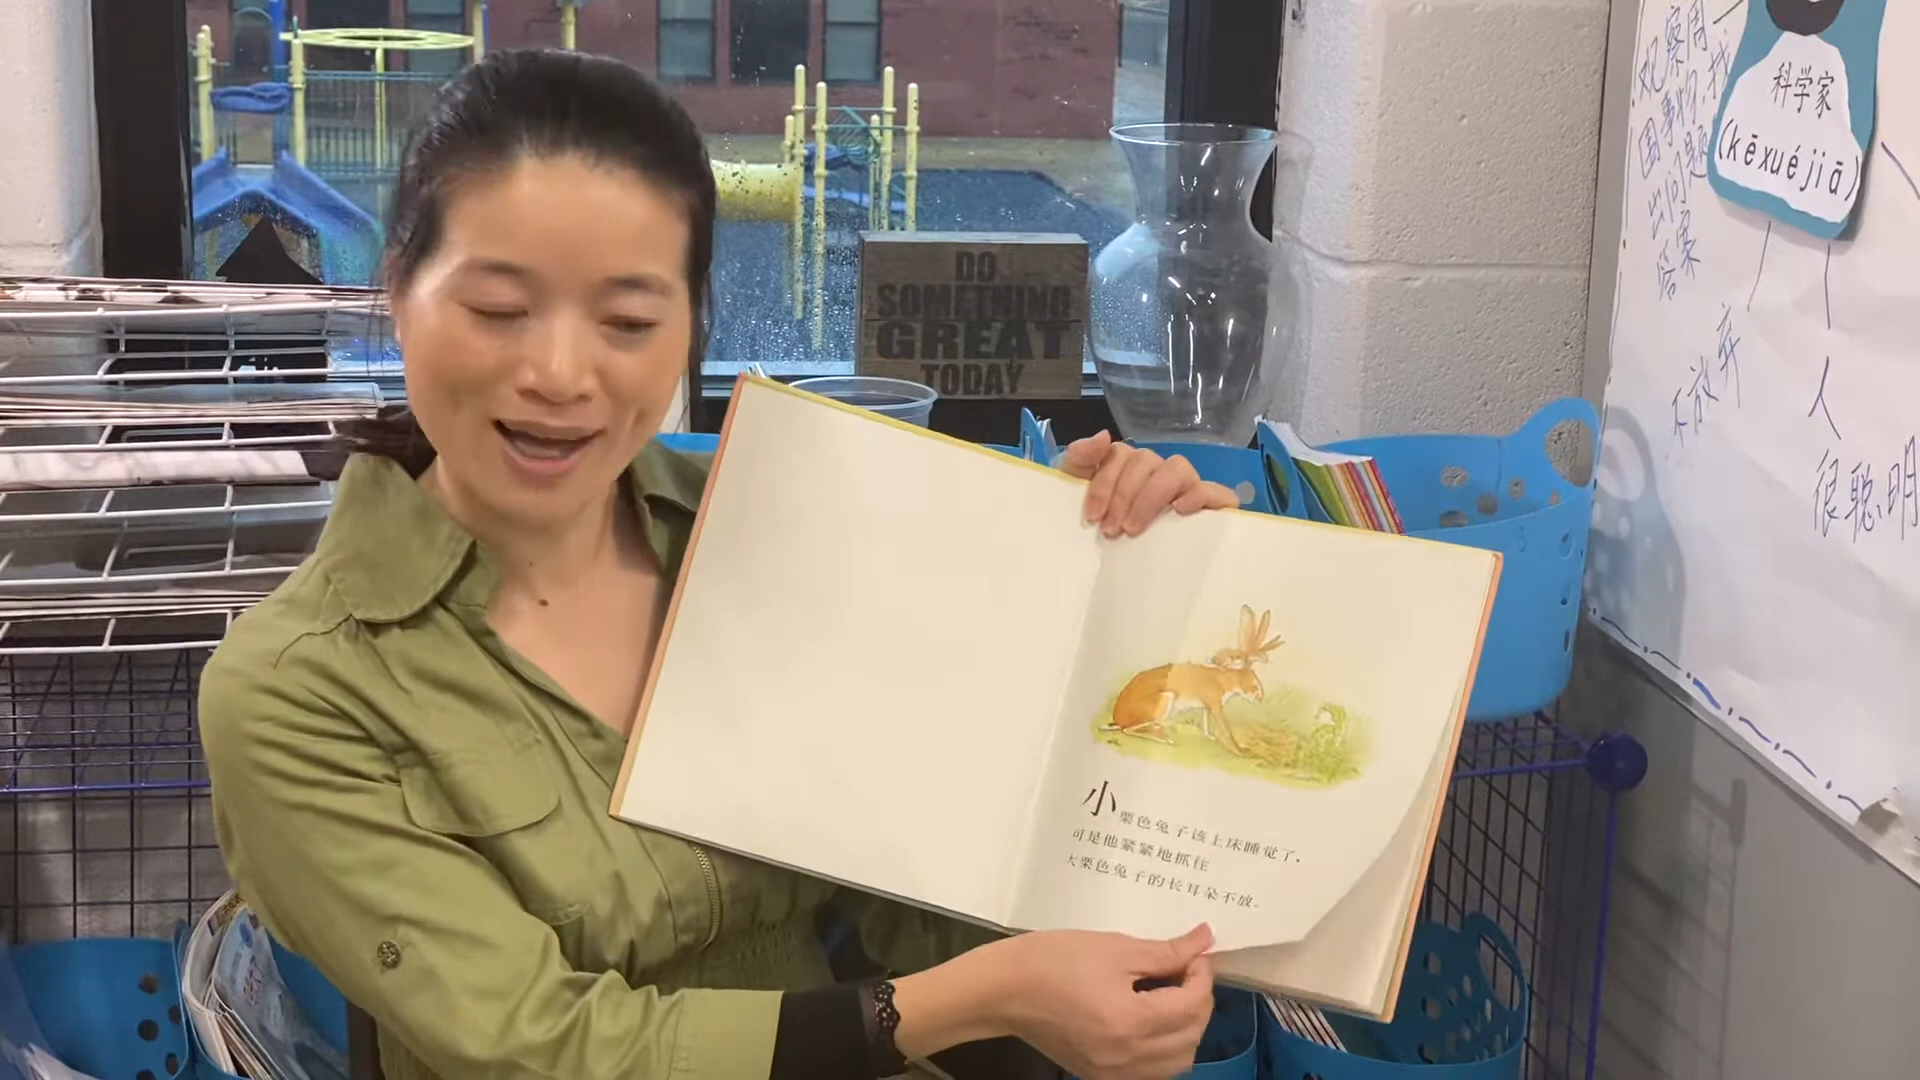 DO
SOMETHING
GREAT
TODAY
小栗色兔子该上床睡觉了，
可是他紧紧地抓住
大栗色兔子的长耳朵不放。
科学家
(kēxuéjiā)
观察周
围事物，找
出问题
答案
不放弃
人
很聪明